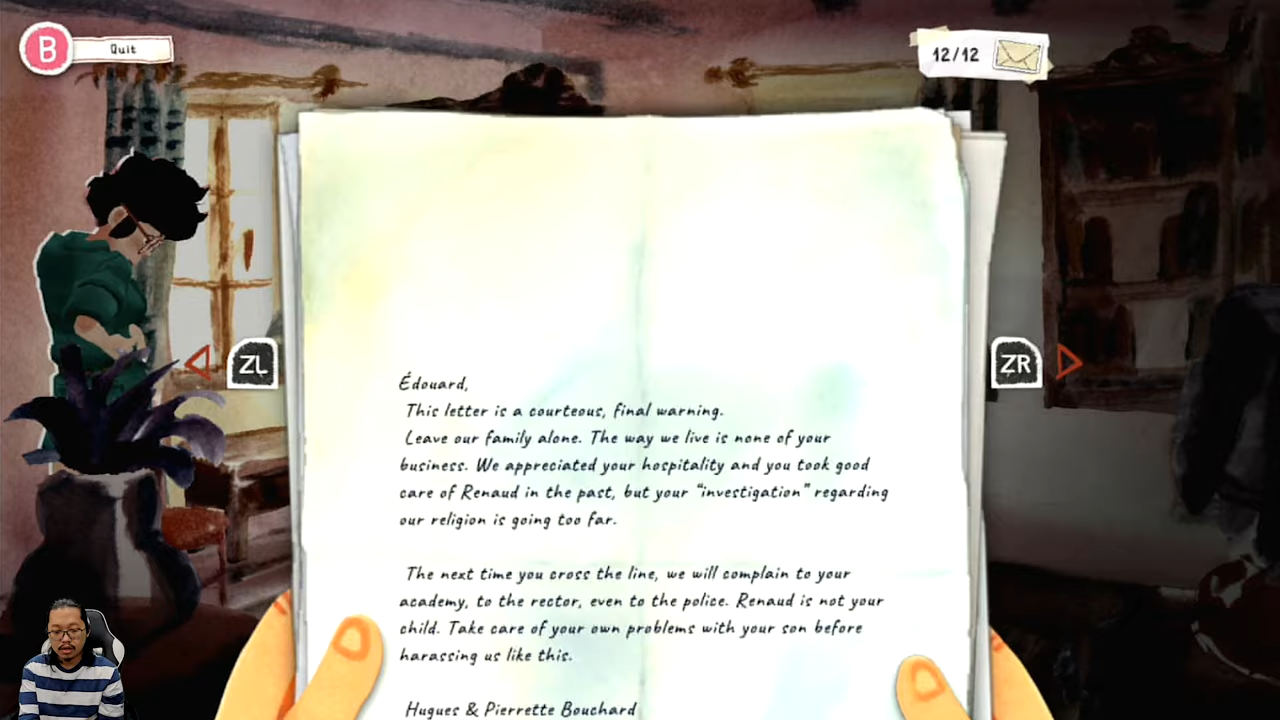 B Quit
12/12
Édouard,
This letter is a courteous, final warning.
Leave our family alone. The way we live is none of your
business. We appreciated your hospitality and you took good
care of Renaud in the past, but your “investigation” regarding
our religion is going too far.
ZL
ZR
The next time you cross the line, we will complain to your
academy, to the rector, even to the police. Renaud is not your
child. Take care of your own problems with your son before
harassing us like this.
Hugues & Pierrette Bouchard